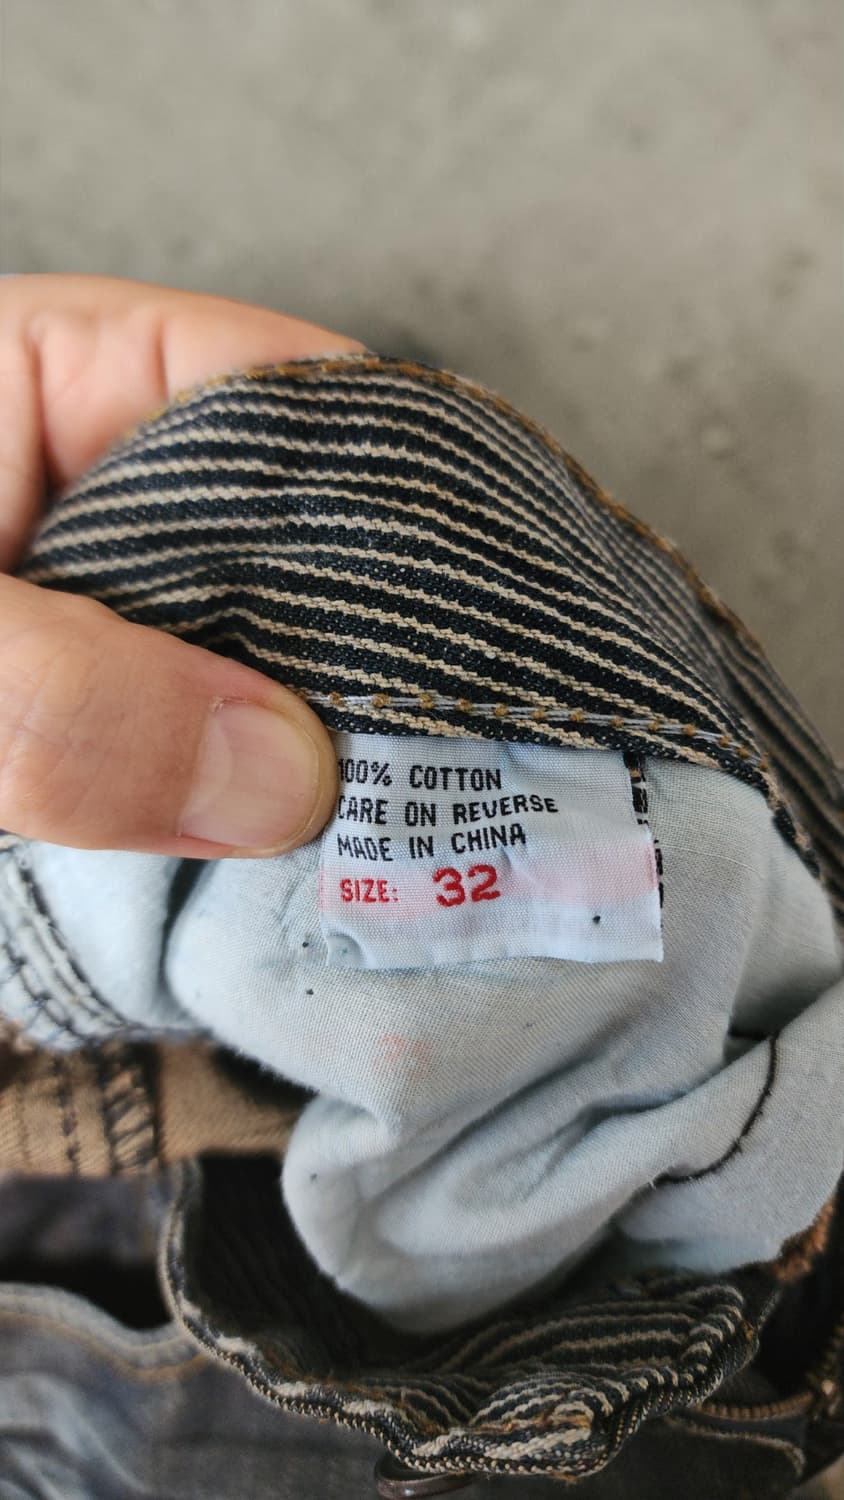 100% COTTON
CARE ON REVERSE
MADE IN CHINA
SIZE: 32